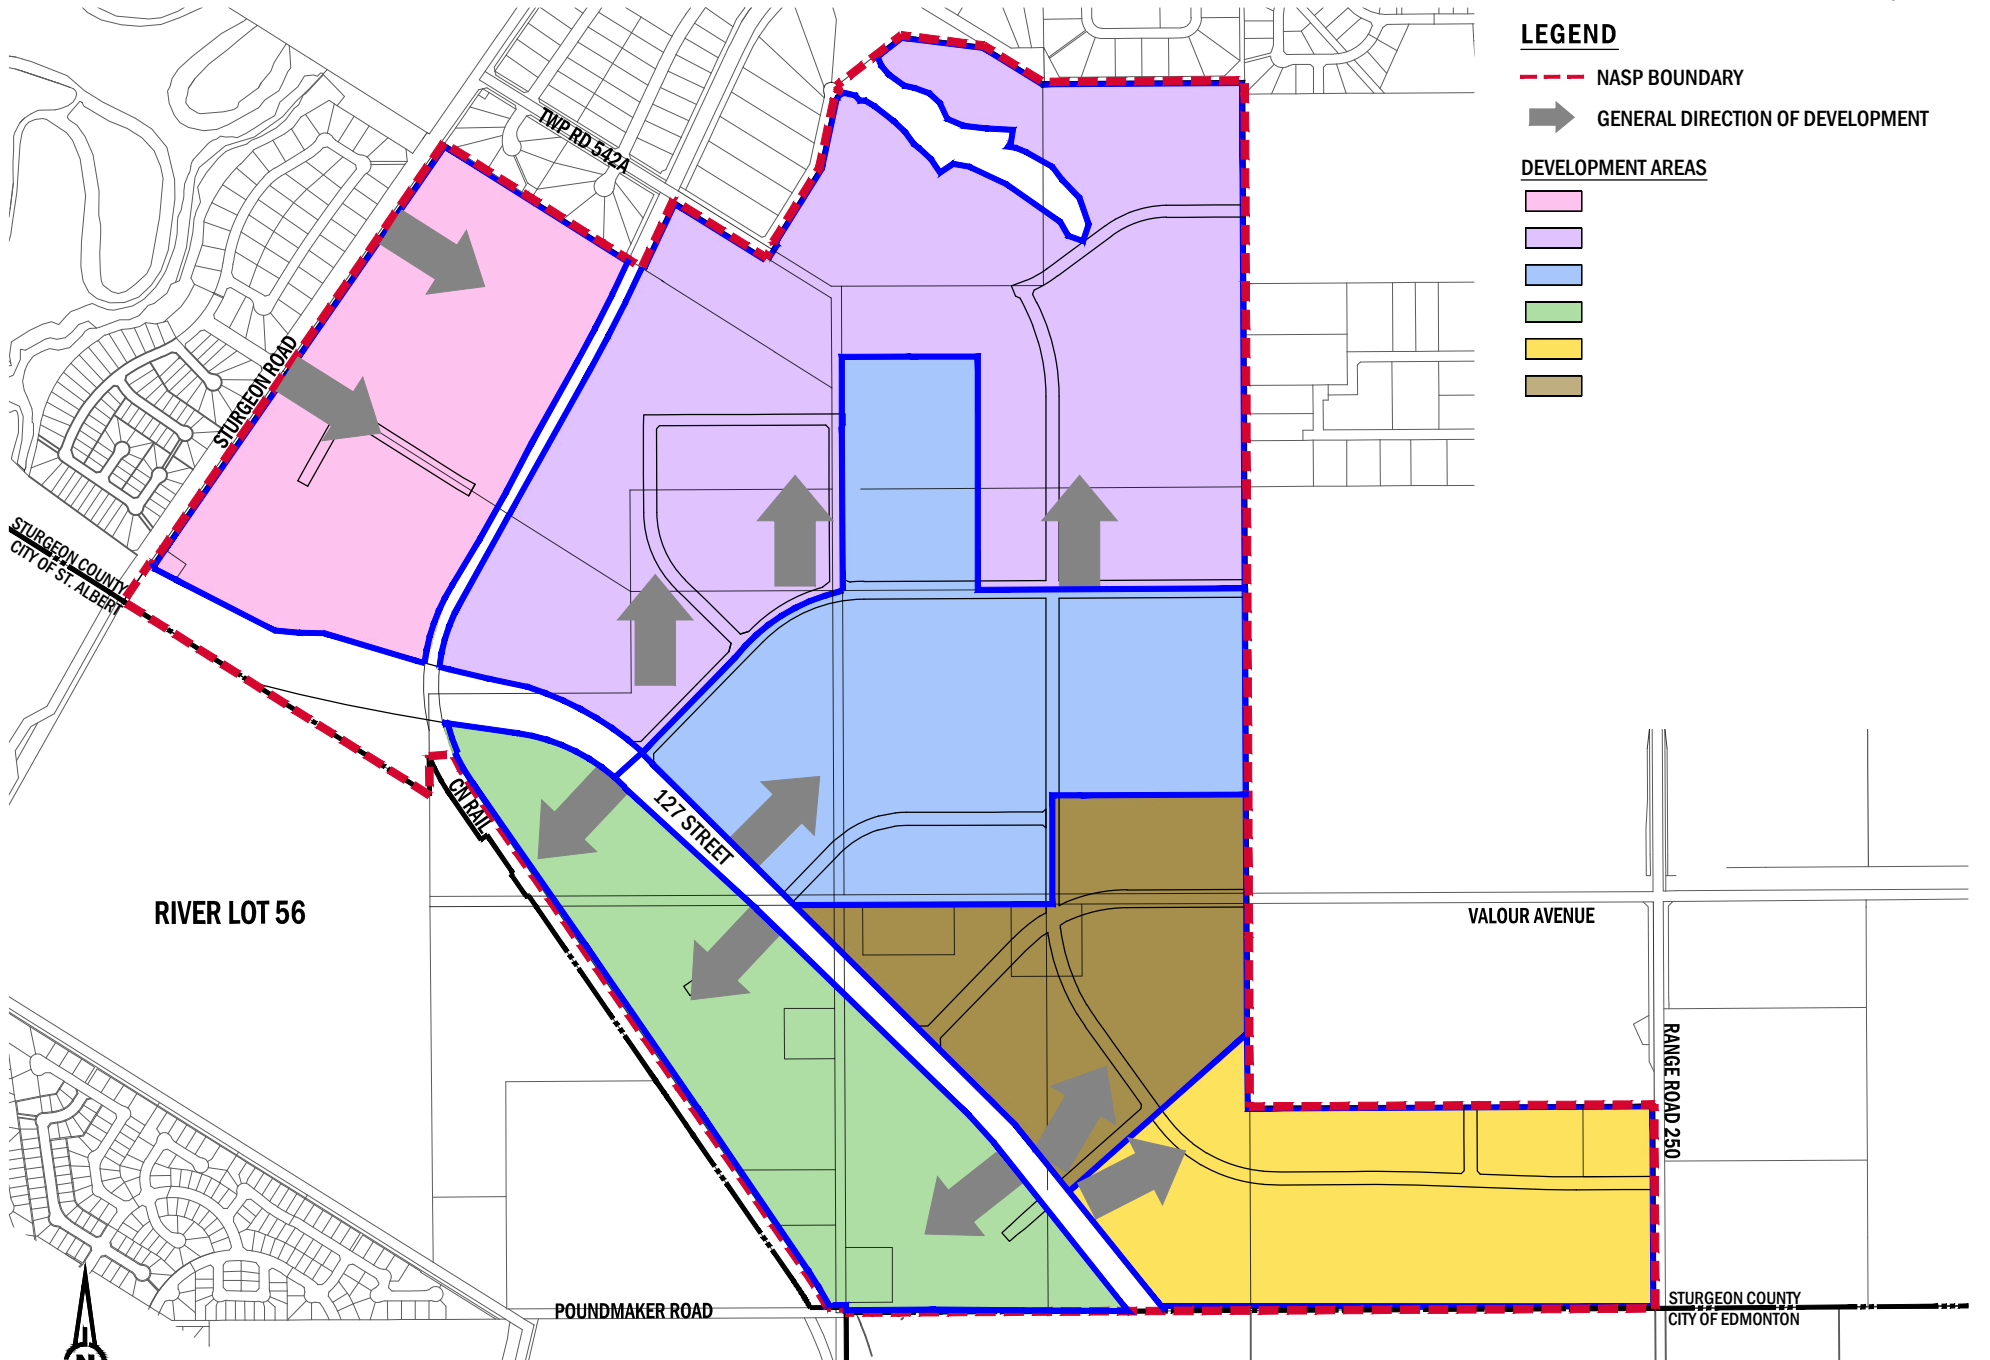 LEGEND
NASP BOUNDARY
GENERAL DIRECTION OF DEVELOPMENT
DEVELOPMENT AREAS
TWP RD 542A
STURGEON ROAD
STURGEON COUNTY
CITY OF ST. ALBERT
CN RAIL
127 STREET
RIVER LOT 56
VALOUR AVENUE
RANGE ROAD 250
POUNDMAKER ROAD
STURGEON COUNTY
CITY OF EDMONTON
N